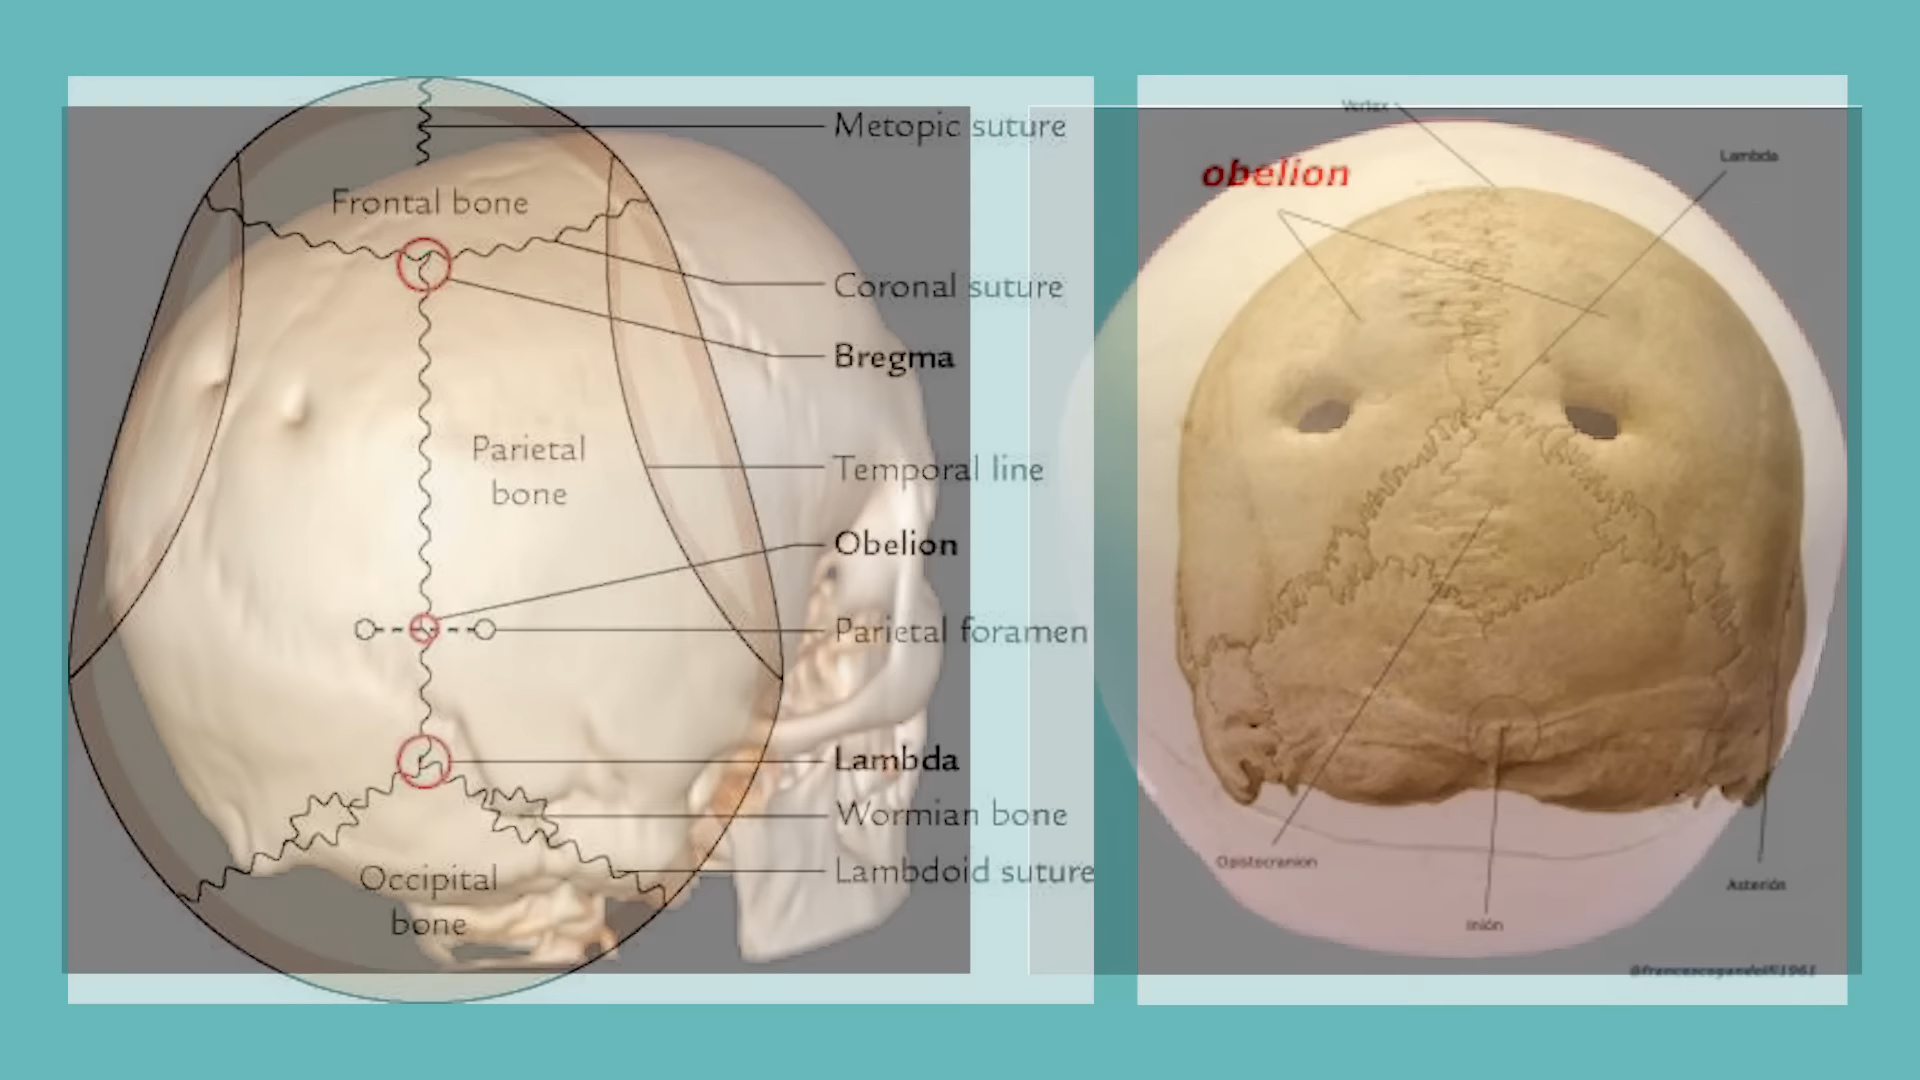 Metopic suture
Frontal bone
Coronal suture
Bregma
Parietal
bone
Temporal line
Obelion
Parietal foramen
Lambda
Wormian bone
Lambdoid suture
Occipital
bone
Vertex
Lambda
obelion
Opistocranion
Asterión
Inión
@francescogandolfi1961